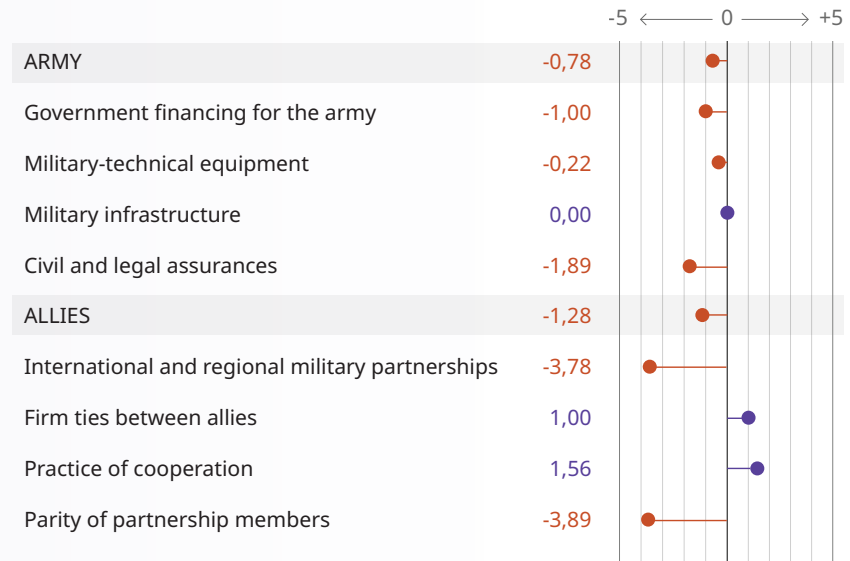 -5 0 +5
ARMY -0,78
Government financing for the army -1,00
Military-technical equipment -0,22
Military infrastructure 0,00
Civil and legal assurances -1,89
ALLIES -1,28
International and regional military partnerships -3,78
Firm ties between allies 1,00
Practice of cooperation 1,56
Parity of partnership members -3,89